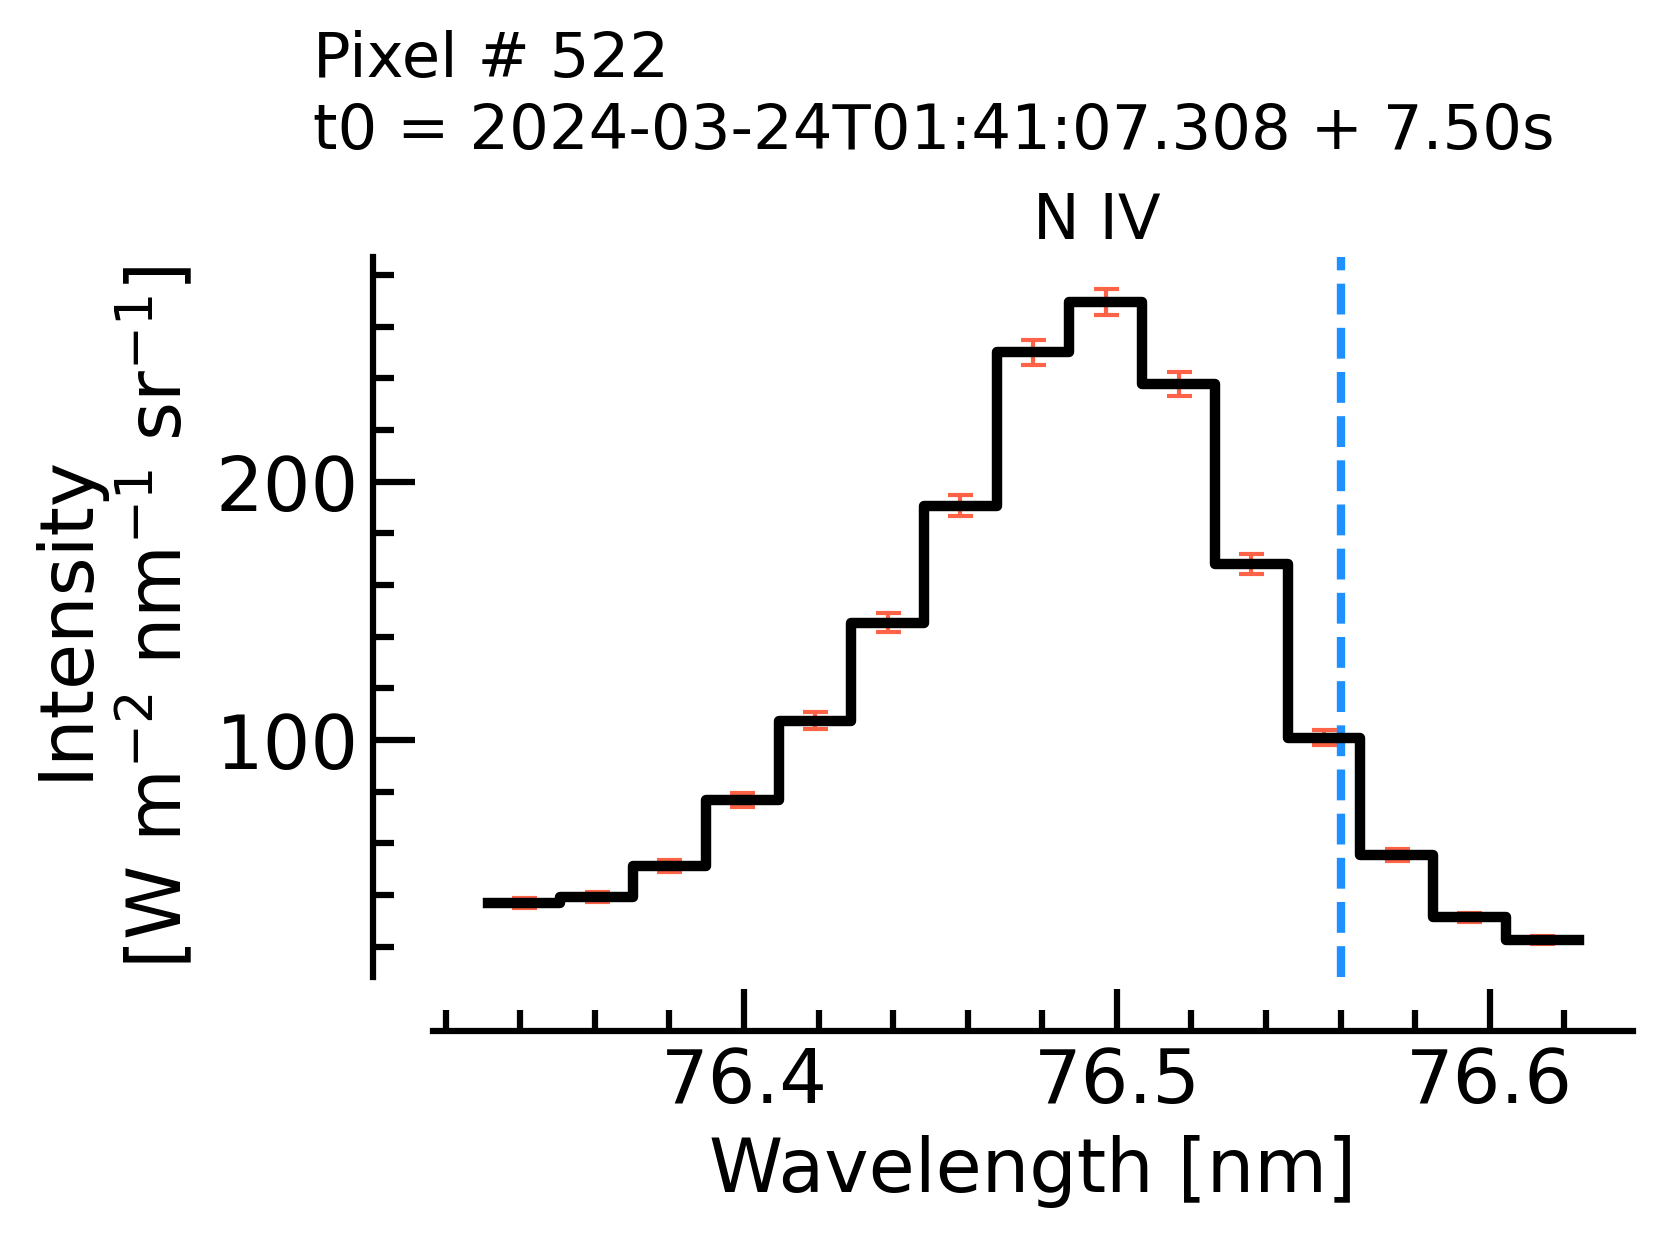 Pixel # 522
t0 = 2024-03-24T01:41:07.308 + 7.50s
N IV
Intensity
[W m⁻² nm⁻¹ sr⁻¹]
200
100
76.4 76.5 76.6
Wavelength [nm]